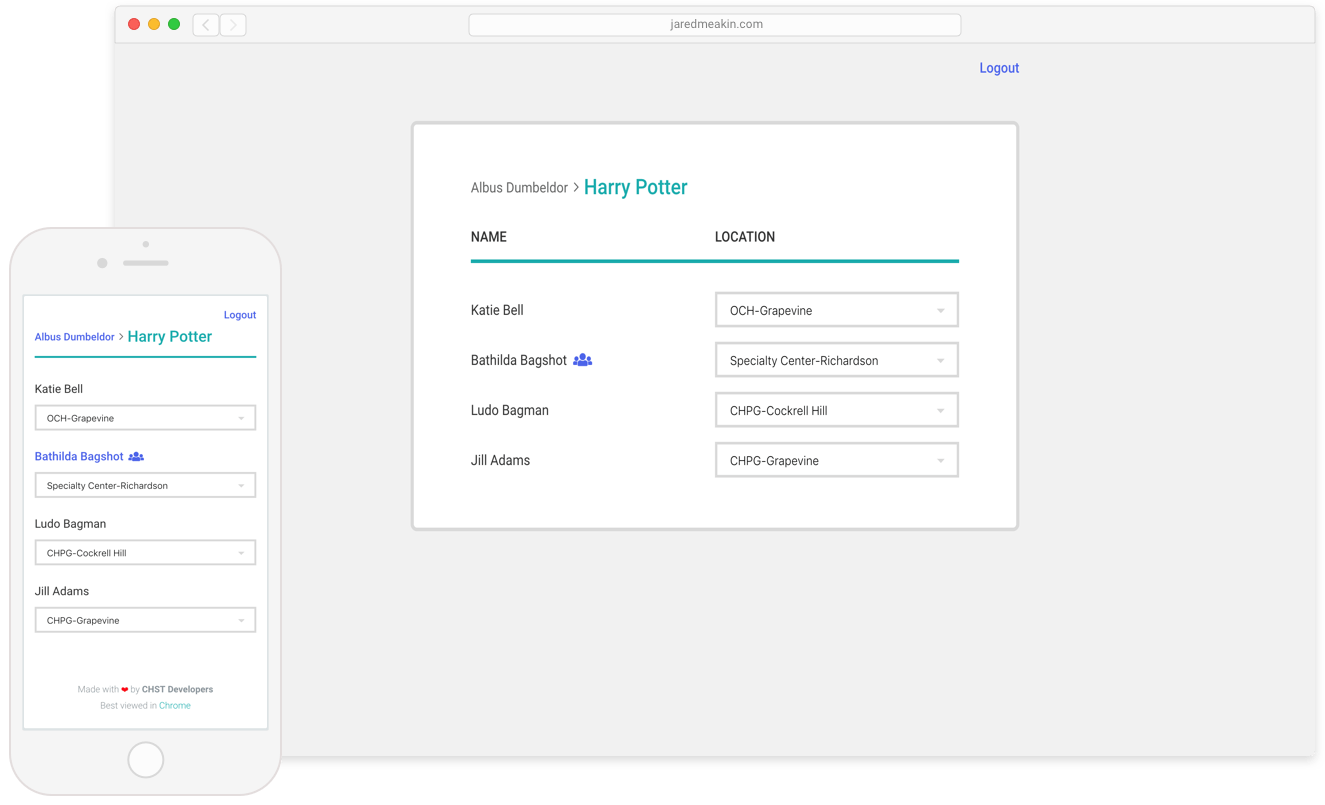 jaredmeakin.com
Logout
Albus Dumbeldor > Harry Potter
NAME LOCATION
Katie Bell OCH-Grapevine
Bathilda Bagshot Specialty Center-Richardson
Ludo Bagman CHPG-Cockrell Hill
Jill Adams CHPG-Grapevine
Logout
Albus Dumbeldor > Harry Potter
Katie Bell
OCH-Grapevine
Bathilda Bagshot
Specialty Center-Richardson
Ludo Bagman
CHPG-Cockrell Hill
Jill Adams
CHPG-Grapevine
Made with ❤ by CHST Developers
Best viewed in Chrome